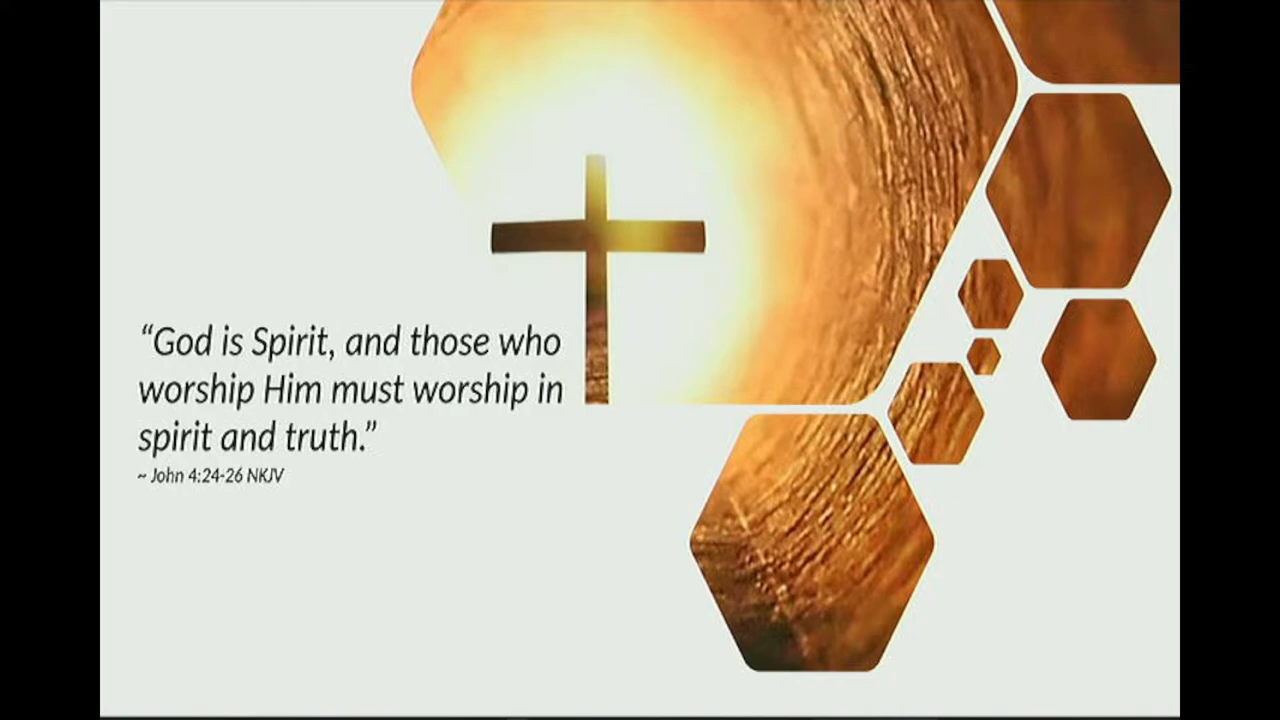 “God is Spirit, and those who
worship Him must worship in
spirit and truth.”
~ John 4:24-26 NKJV